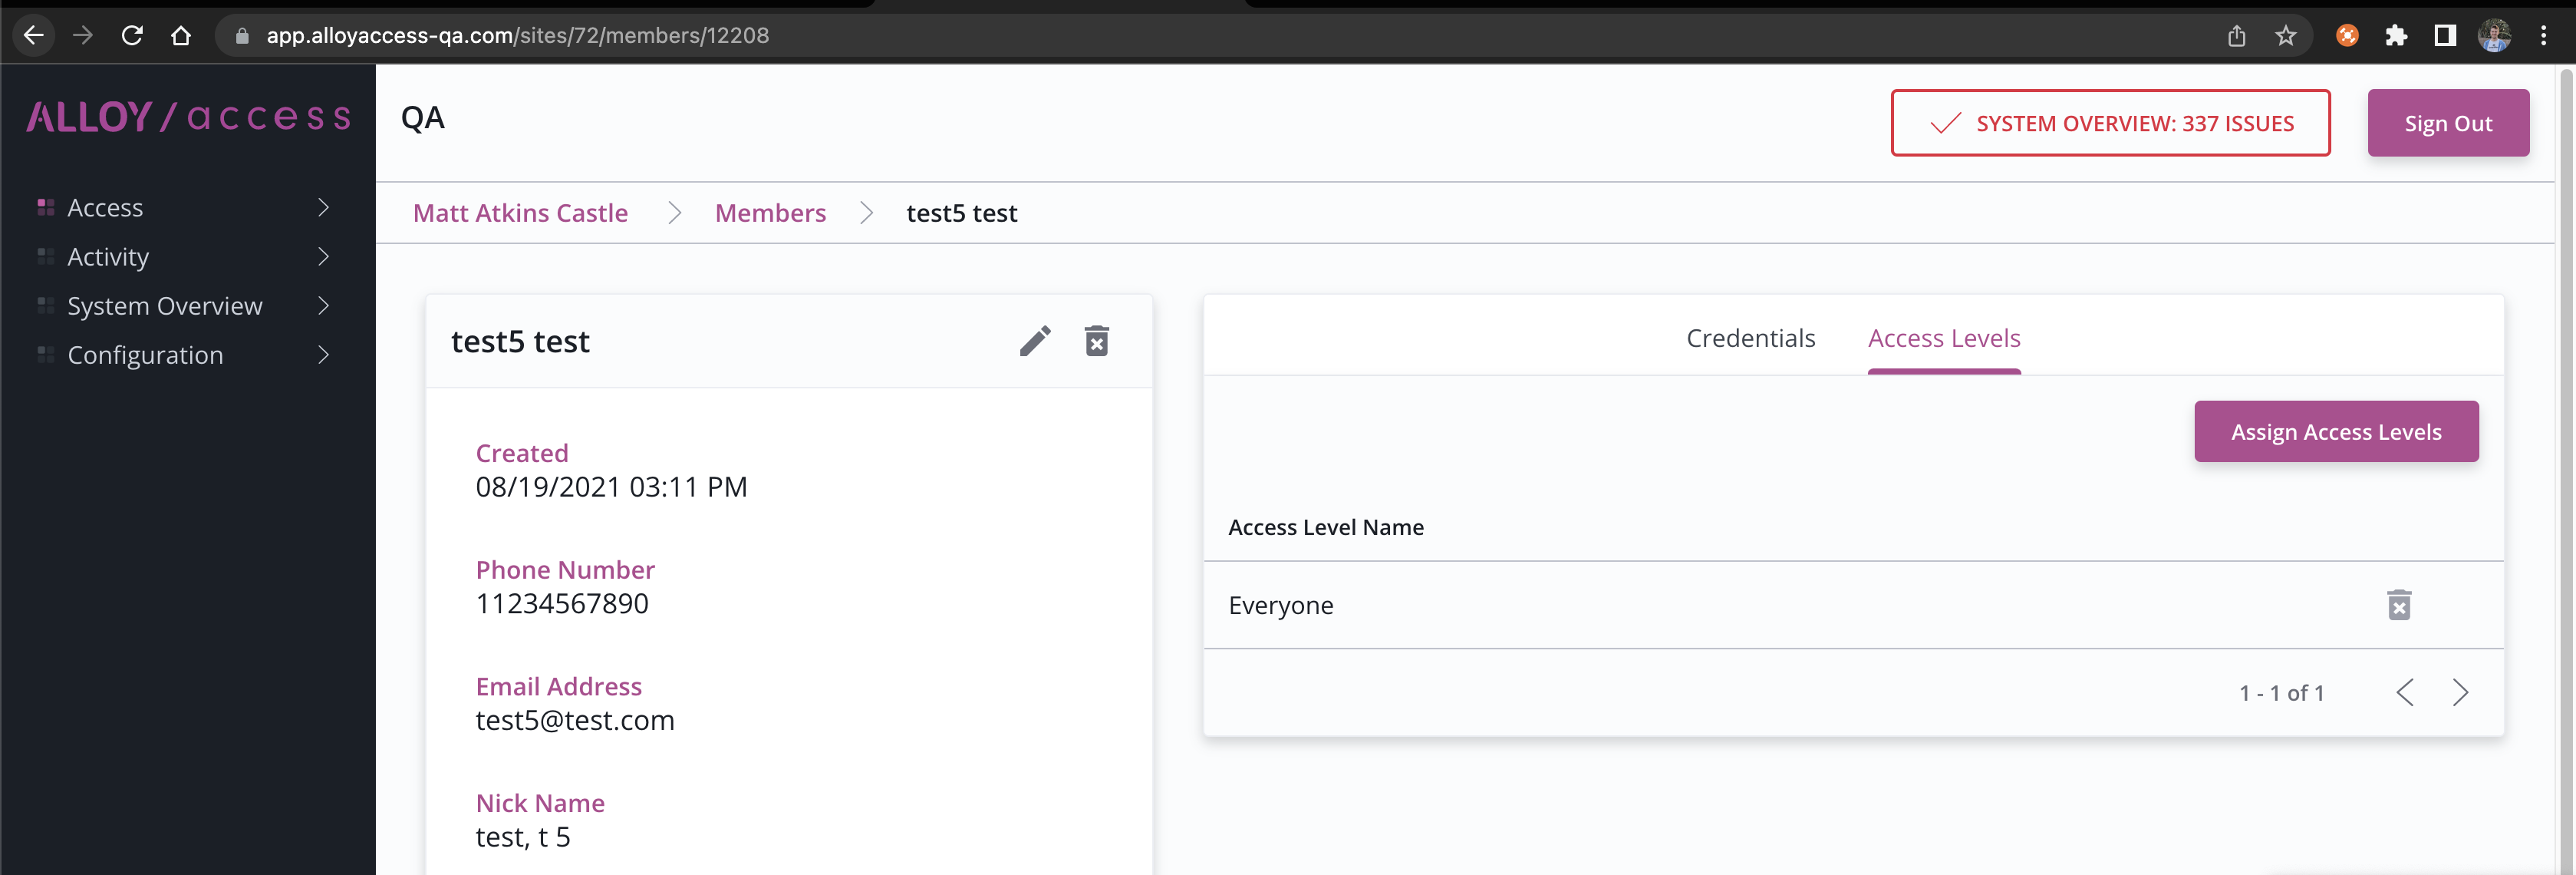 app.alloyaccess-qa.com/sites/72/members/12208
ALLOY/access
QA
SYSTEM OVERVIEW: 337 ISSUES
Sign Out
Access
Activity
System Overview
Configuration
Matt Atkins Castle
Members
test5 test
test5 test
Created
08/19/2021 03:11 PM
Phone Number
11234567890
Email Address
test5@test.com
Nick Name
test, t 5
Credentials
Access Levels
Assign Access Levels
Access Level Name
Everyone
1 - 1 of 1